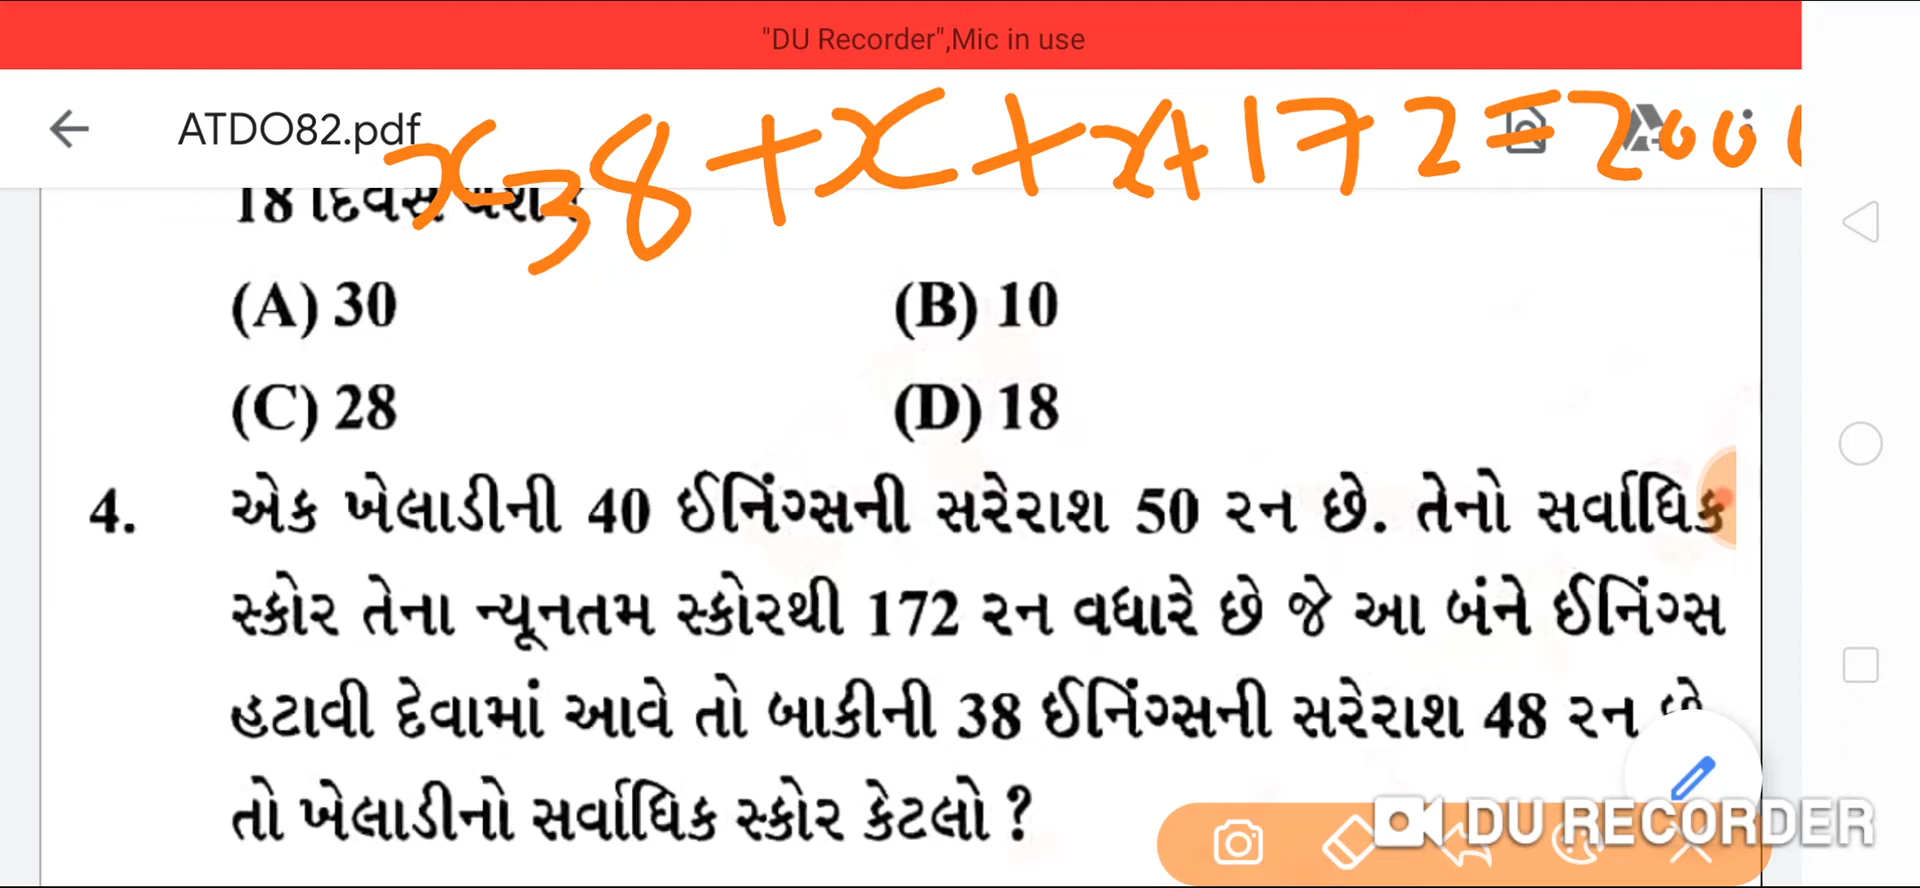 "DU Recorder",Mic in use
ATDO82.pdf
x38+x+x+172=2000
18 દિવસ
(A) 30
(B) 10
(C) 28
(D) 18
4. એક ખેલાડીની 40 ઈનિંગ્સની સરેરાશ 50 રન છે. તેનો સર્વાધિક
સ્કોર તેના ન્યૂનતમ સ્કોરથી 172 રન વધારે છે જે આ બંને ઈનિંગ્સ
હટાવી દેવામાં આવે તો બાકીની 38 ઈનિંગ્સની સરેરાશ 48 રન છે
તો ખેલાડીનો સર્વાધિક સ્કોર કેટલો ?
DU RECORDER